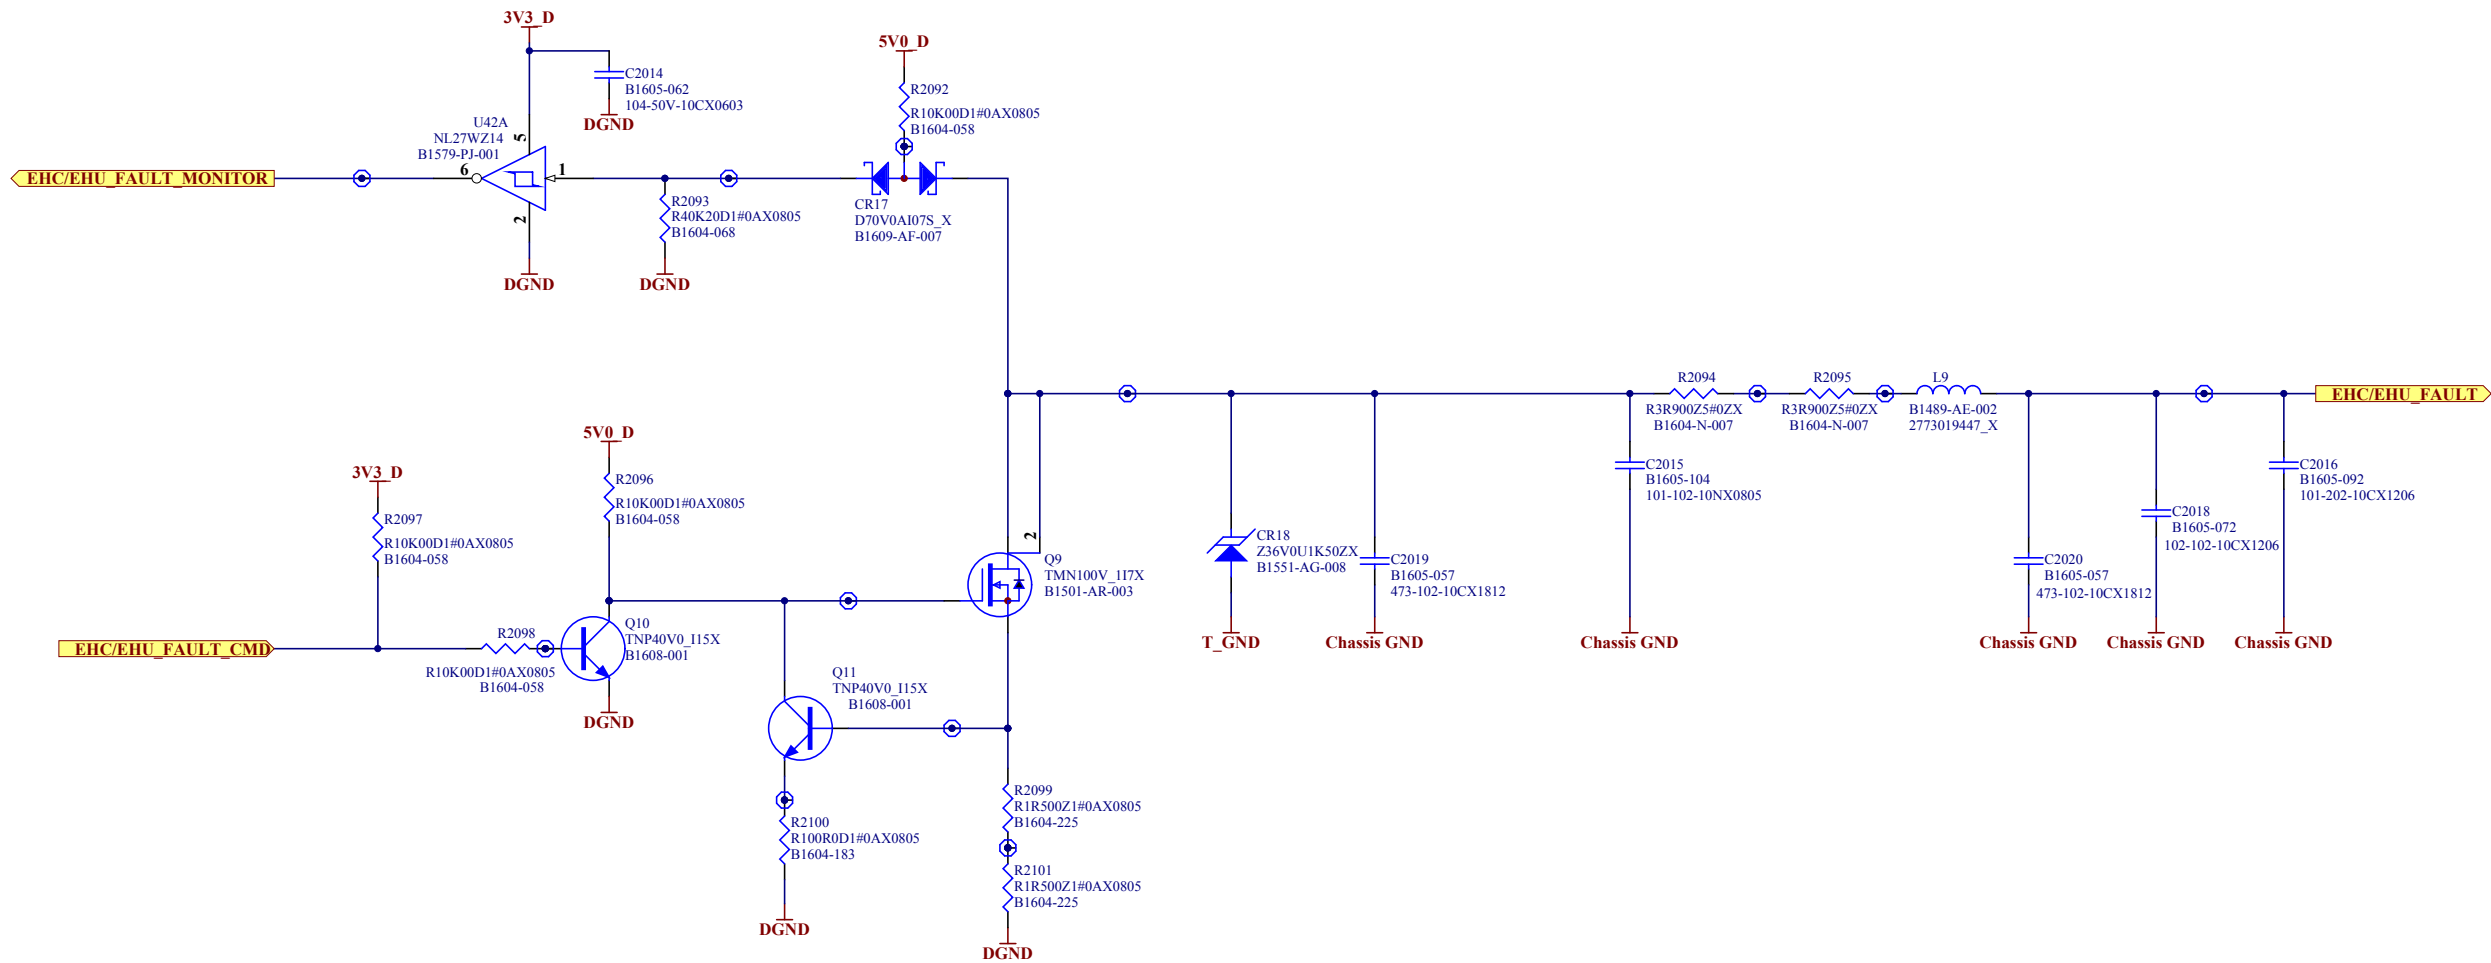 3V3_D
C2014
B1605-062
104-50V-10CX0603
DGND
U42A
NL27WZ14
B1579-PJ-001
5
6
1
2
DGND
EHC/EHU_FAULT_MONITOR
R2093
R40K20D1#0AX0805
B1604-068
DGND
5V0_D
R2092
R10K00D1#0AX0805
B1604-058
CR17
D70V0AI07S_X
B1609-AF-007
R2094
R3R900Z5#0ZX
B1604-N-007
R2095
R3R900Z5#0ZX
B1604-N-007
L9
B1489-AE-002
2773019447_X
EHC/EHU_FAULT
C2015
B1605-104
101-102-10NX0805
Chassis GND
C2016
B1605-092
101-202-10CX1206
Chassis GND
C2018
B1605-072
102-102-10CX1206
Chassis GND
C2020
B1605-057
473-102-10CX1812
Chassis GND
CR18
Z36V0U1K50ZX
B1551-AG-008
T_GND
C2019
B1605-057
473-102-10CX1812
Chassis GND
5V0_D
R2096
R10K00D1#0AX0805
B1604-058
3V3_D
R2097
R10K00D1#0AX0805
B1604-058
2
Q9
TMN100V_1I7X
B1501-AR-003
EHC/EHU_FAULT_CMD
R2098
R10K00D1#0AX0805
B1604-058
Q10
TNP40V0_I15X
B1608-001
DGND
Q11
TNP40V0_I15X
B1608-001
R2100
R100R0D1#0AX0805
B1604-183
DGND
R2099
R1R500Z1#0AX0805
B1604-225
R2101
R1R500Z1#0AX0805
B1604-225
DGND